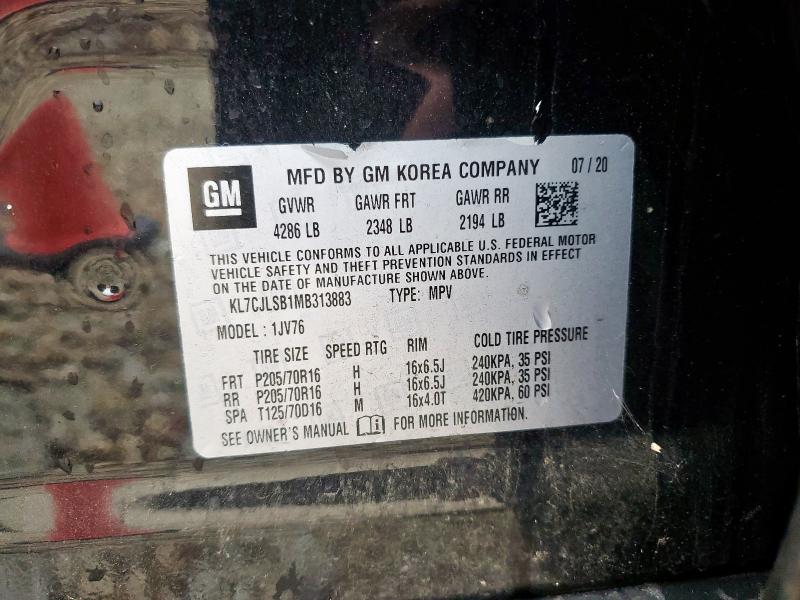 GM
MFD BY GM KOREA COMPANY 07 / 20
GVWR GAWR FRT GAWR RR
4286 LB 2348 LB 2194 LB
THIS VEHICLE CONFORMS TO ALL APPLICABLE U.S. FEDERAL MOTOR
VEHICLE SAFETY AND THEFT PREVENTION STANDARDS IN EFFECT
ON THE DATE OF MANUFACTURE SHOWN ABOVE.
KL7CJLSB1MB313883 TYPE: MPV
MODEL : 1JV76
TIRE SIZE SPEED RTG RIM COLD TIRE PRESSURE
FRT P205/70R16 H 16x6.5J 240KPA, 35 PSI
RR P205/70R16 H 16x6.5J 240KPA, 35 PSI
SPA T125/70D16 M 16x4.0T 420KPA, 60 PSI
SEE OWNER'S MANUAL FOR MORE INFORMATION.